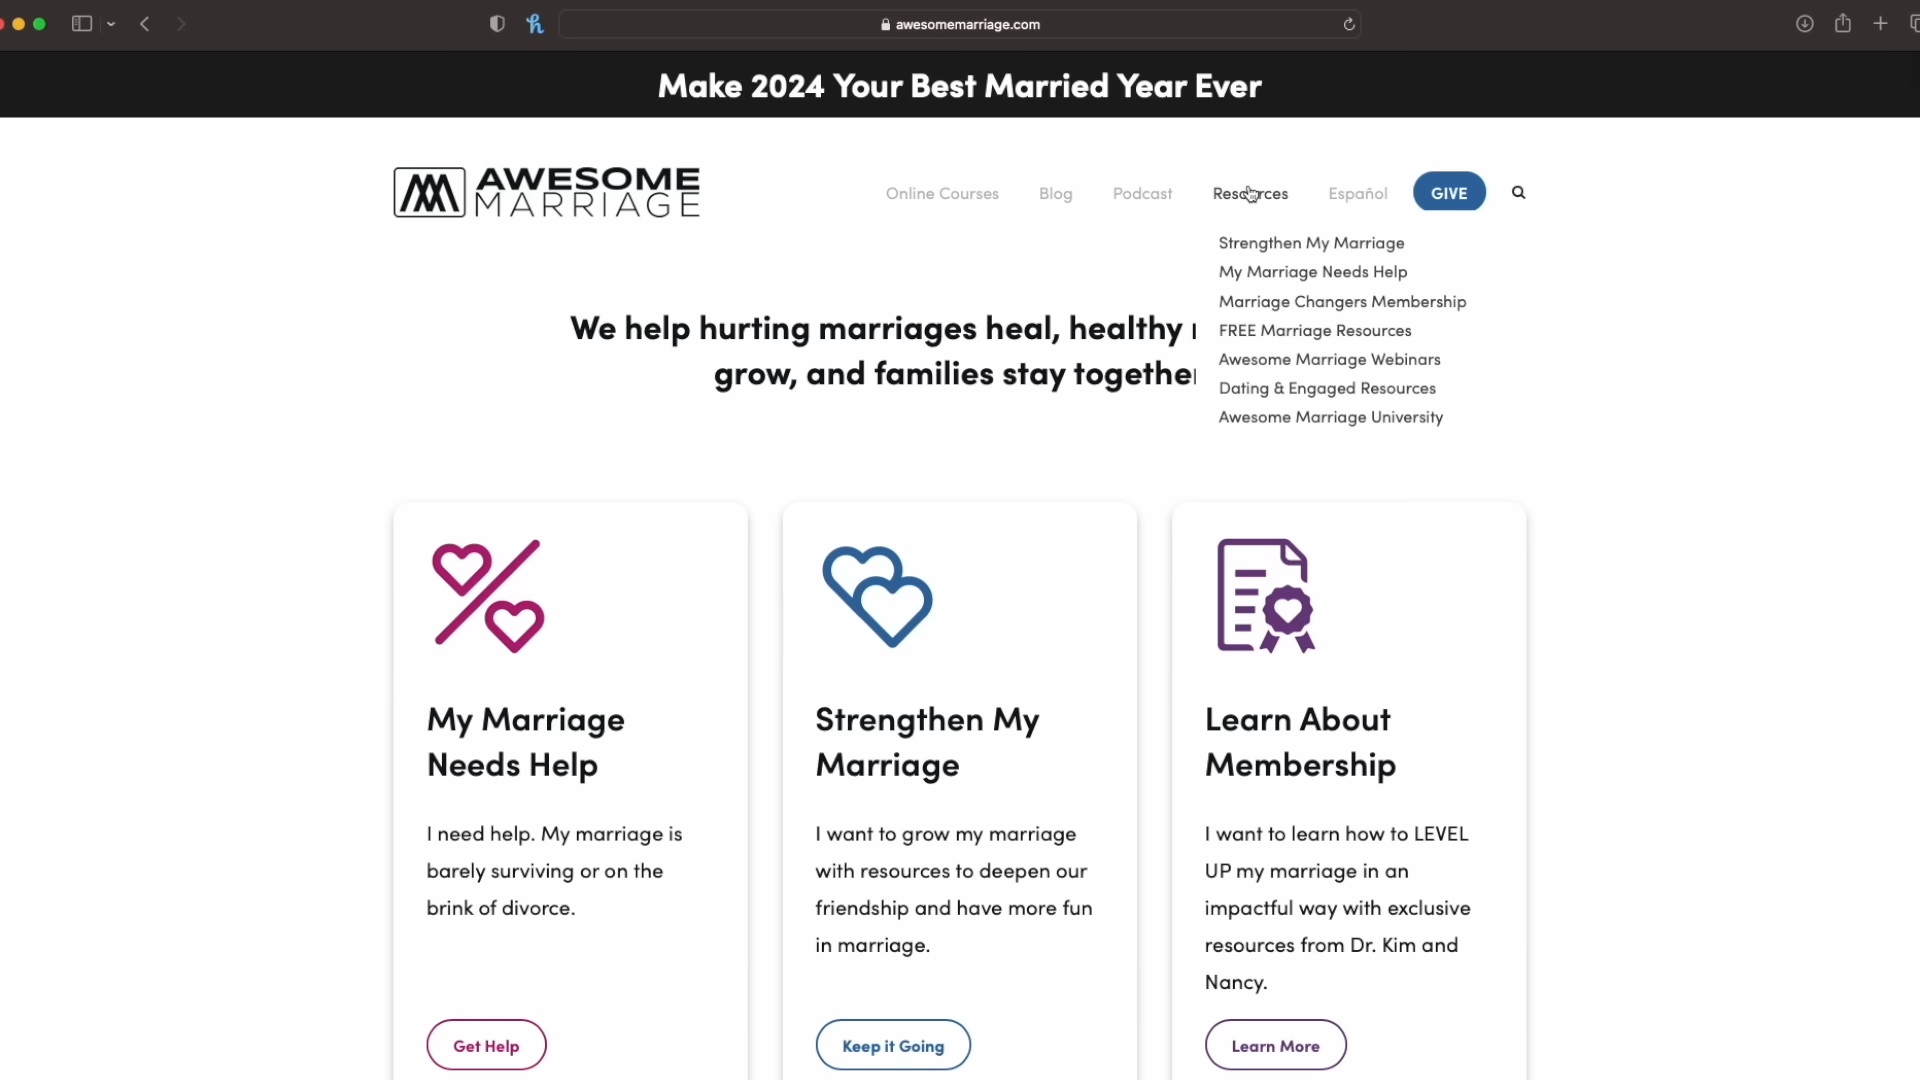 awesomemarriage.com
Make 2024 Your Best Married Year Ever
AWESOME
MARRIAGE
Online Courses Blog Podcast Resources Español GIVE
Strengthen My Marriage
My Marriage Needs Help
Marriage Changers Membership
FREE Marriage Resources
Awesome Marriage Webinars
Dating & Engaged Resources
Awesome Marriage University
We help hurting marriages heal, healthy
grow, and families stay together
My Marriage
Needs Help
I need help. My marriage is
barely surviving or on the
brink of divorce.
Get Help
Strengthen My
Marriage
I want to grow my marriage
with resources to deepen our
friendship and have more fun
in marriage.
Keep it Going
Learn About
Membership
I want to learn how to LEVEL
UP my marriage in an
impactful way with exclusive
resources from Dr. Kim and
Nancy.
Learn More